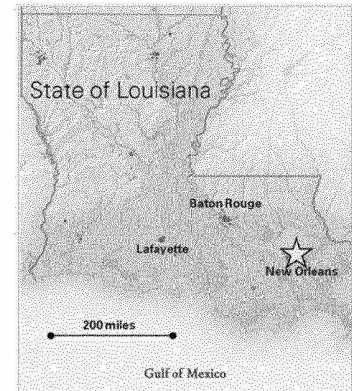 State of Louisiana
Baton Rouge
Lafayette
New Orleans
200 miles
Gulf of Mexico